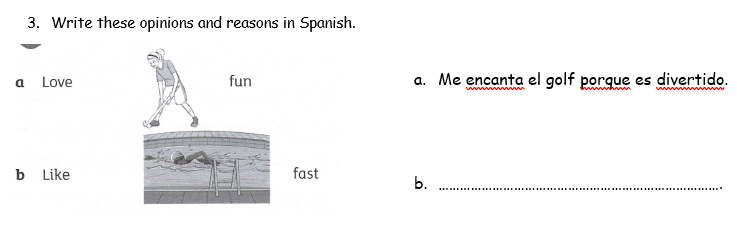 3. Write these opinions and reasons in Spanish.
a Love fun a. Me encanta el golf porque es divertido.
b Like fast b. ................................................................................